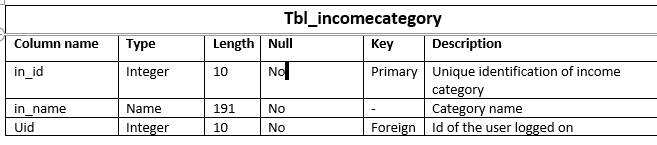 Tbl_incomecategory
Column name Type Length Null Key Description
in_id Integer 10 No Primary Unique identification of income
category
in_name Name 191 No - Category name
Uid Integer 10 No Foreign Id of the user logged on